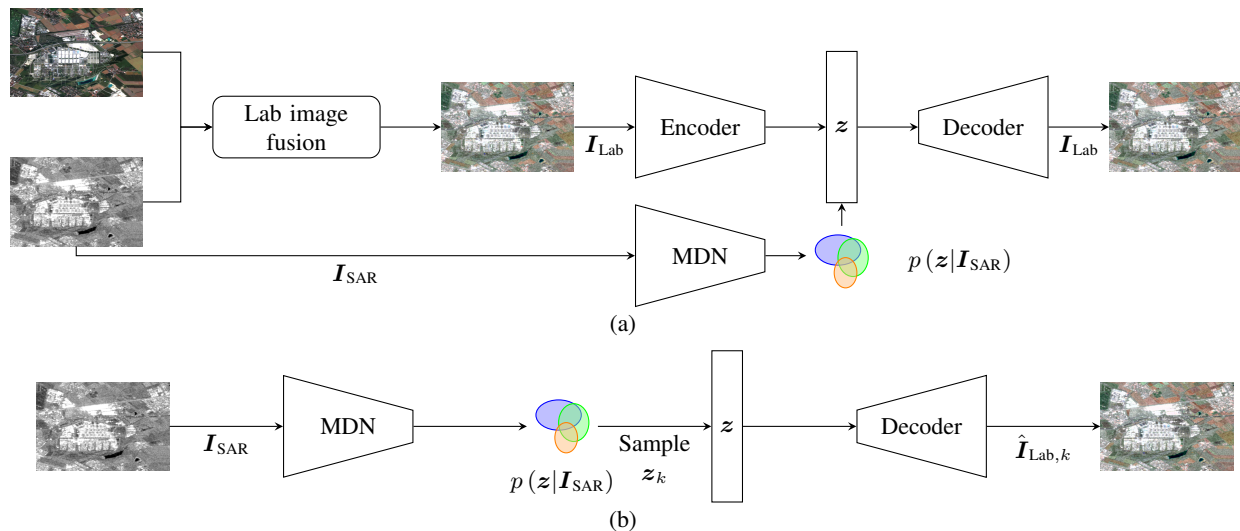 Lab image
fusion
I_Lab
Encoder
z
Decoder
I_Lab
I_SAR
MDN
p (z|I_SAR)
(a)
I_SAR
MDN
p (z|I_SAR)
Sample
z_k
z
Decoder
Î_Lab,k
(b)